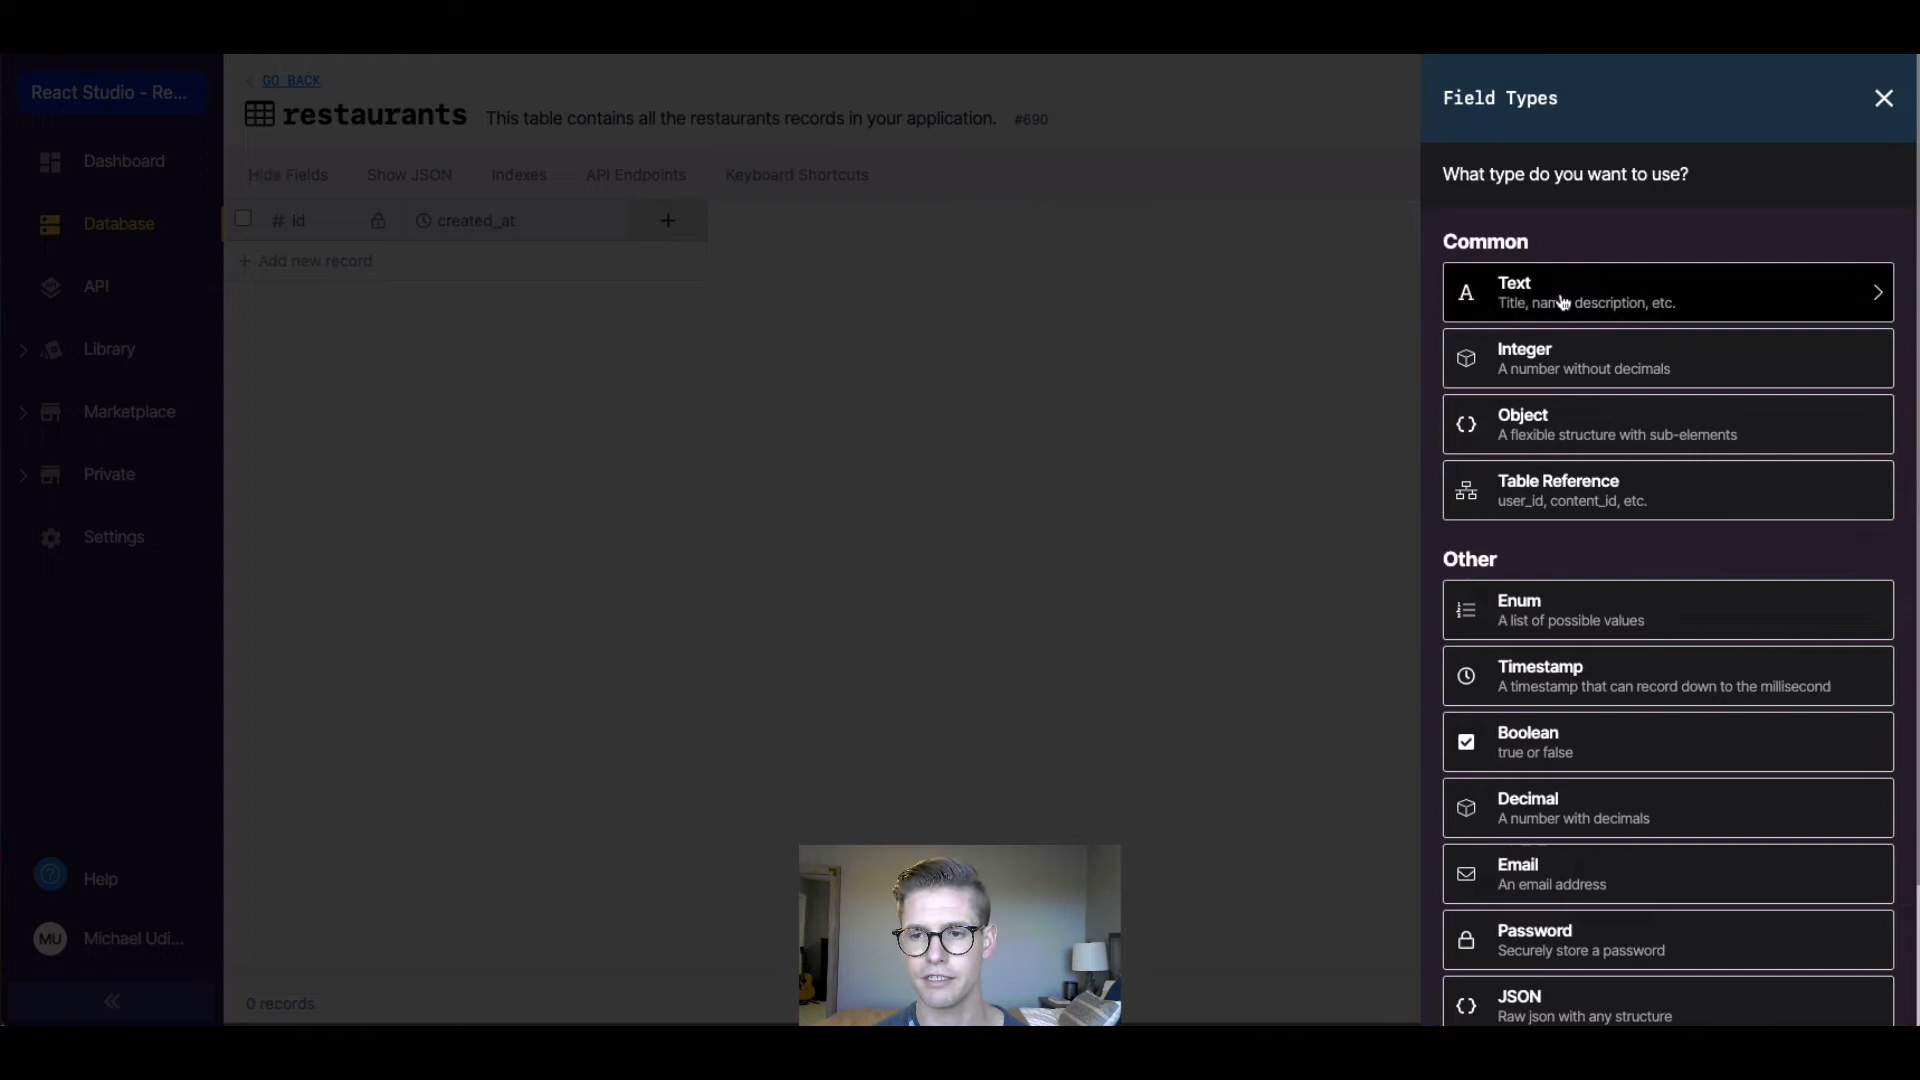 React Studio - Re...
Dashboard
Database
API
Library
Marketplace
Private
Settings
Help
MU
Michael Udi...
GO BACK
restaurants This table contains all the restaurants records in your application. #690
Hide Fields Show JSON Indexes API Endpoints Keyboard Shortcuts
# id created_at +
+ Add new record
0 records
Field Types
What type do you want to use?
Common
Text
Title, name description, etc.
Integer
A number without decimals
Object
A flexible structure with sub-elements
Table Reference
user_id, content_id, etc.
Other
Enum
A list of possible values
Timestamp
A timestamp that can record down to the millisecond
Boolean
true or false
Decimal
A number with decimals
Email
An email address
Password
Securely store a password
JSON
Raw json with any structure